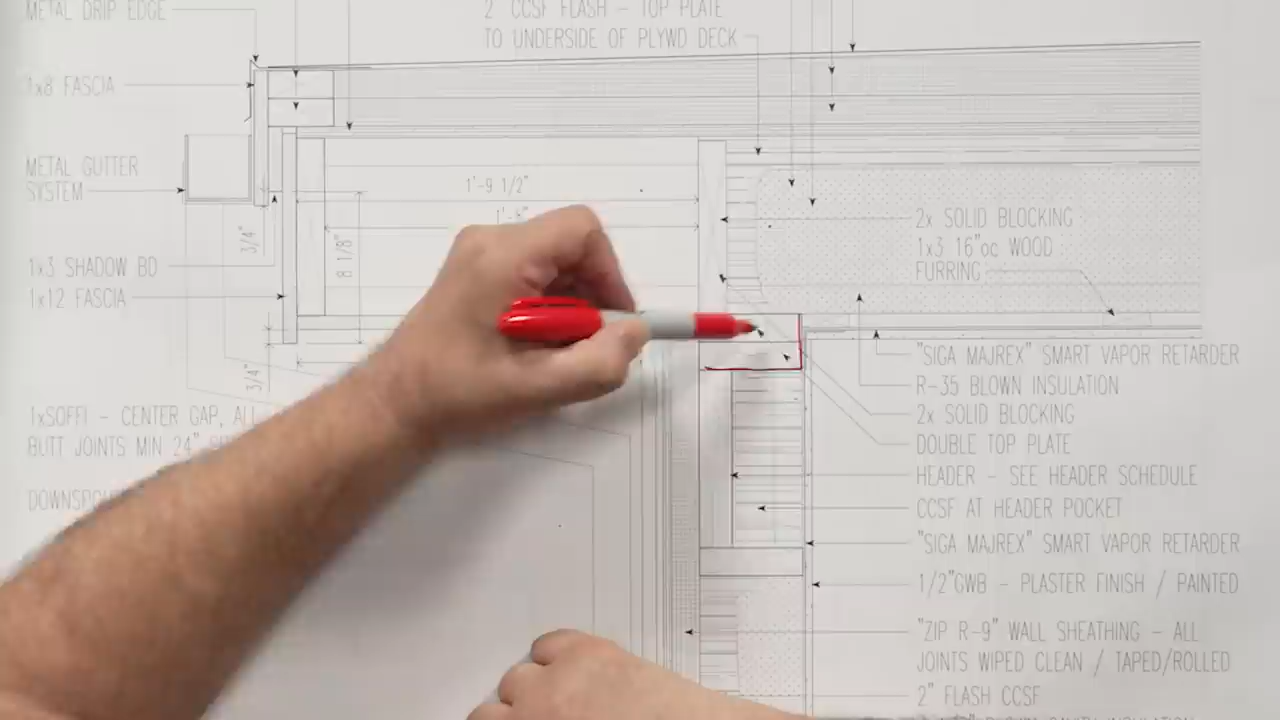 METAL DRIP EDGE
2" CCSF FLASH – TOP PLATE
TO UNDERSIDE OF PLYWD DECK
1x8 FASCIA
METAL GUTTER
SYSTEM
1'-9 1/2"
3/4"
8 1/8"
1x3 SHADOW BD
1x12 FASCIA
3/4"
1xSOFFI – CENTER GAP, ALL
BUTT JOINTS MIN 24"
2x SOLID BLOCKING
1x3 16"oc WOOD
FURRING
"SIGA MAJREX" SMART VAPOR RETARDER
R-35 BLOWN INSULATION
2x SOLID BLOCKING
DOUBLE TOP PLATE
HEADER – SEE HEADER SCHEDULE
CCSF AT HEADER POCKET
"SIGA MAJREX" SMART VAPOR RETARDER
1/2"GWB – PLASTER FINISH / PAINTED
"ZIP R-9" WALL SHEATHING – ALL
JOINTS WIPED CLEAN / TAPED/ROLLED
2" FLASH CCSF